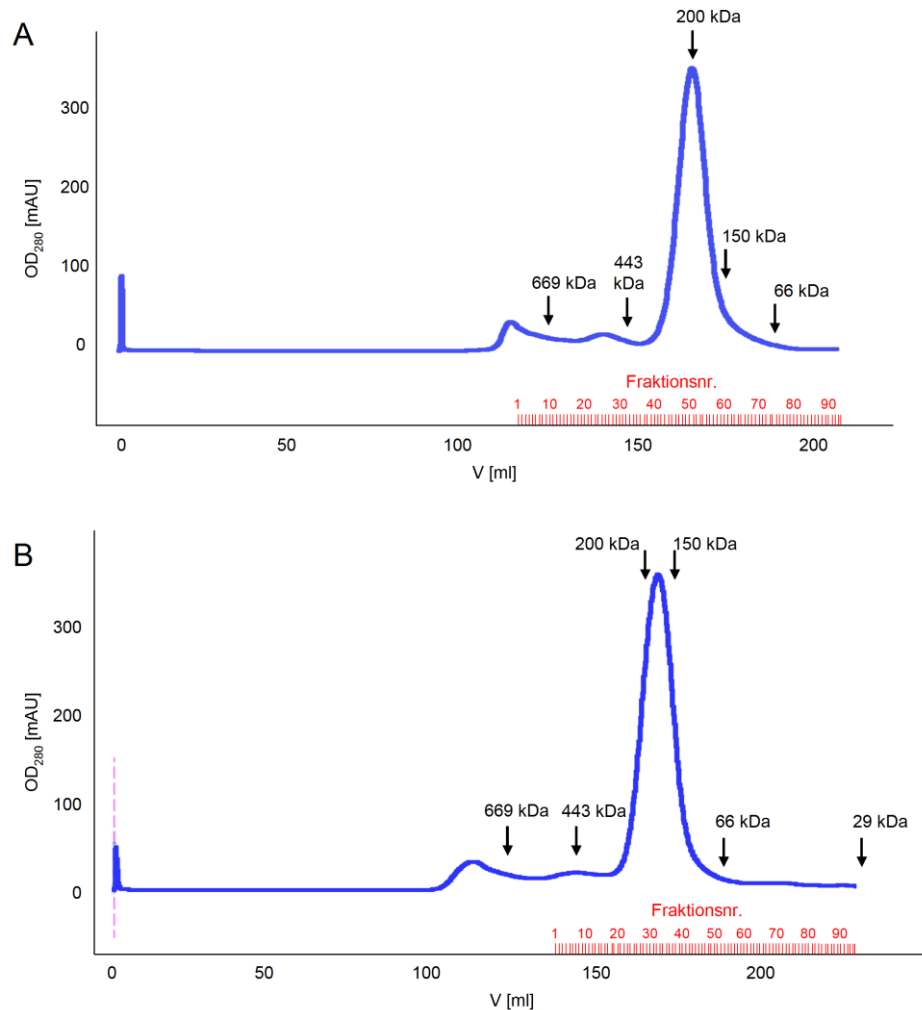 A
200 kDa
300
200
150 kDa
100
443
kDa
669 kDa
66 kDa
0
OD280 [mAU]
Fraktionsnr.
1 10 20 30 40 50 60 70 80 90
0 50 100 150 200
V [ml]
B
200 kDa 150 kDa
300
200
100
669 kDa 443 kDa 66 kDa 29 kDa
0
OD280 [mAU]
Fraktionsnr.
1 10 20 30 40 50 60 70 80 90
0 50 100 150 200
V [ml]